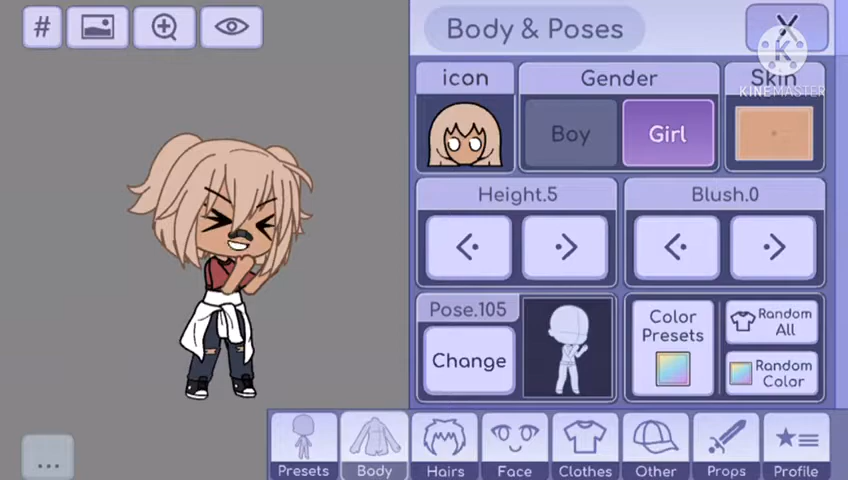 #
Body & Poses
K
KINEMASTER
icon
Gender
Skin
Boy
Girl
Height.5
Blush.0
Pose.105
Change
Color
Presets
Random
All
Random
Color
...
Presets
Body
Hairs
Face
Clothes
Other
Props
Profile